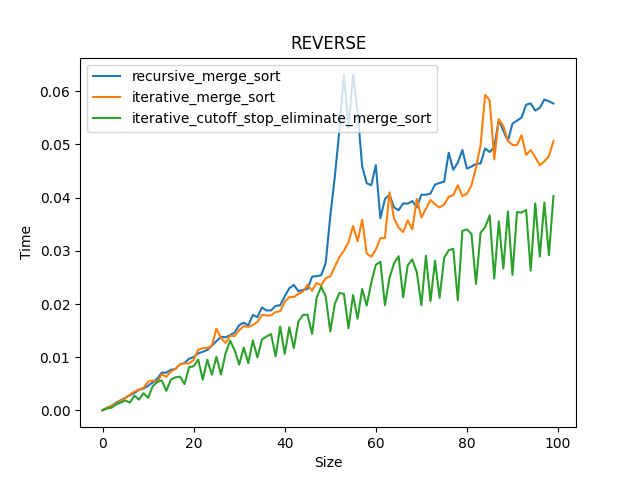 REVERSE
recursive_merge_sort
iterative_merge_sort
iterative_cutoff_stop_eliminate_merge_sort
0.06
0.05
0.04
0.03
0.02
0.01
0.00
Time
0 20 40 60 80 100
Size